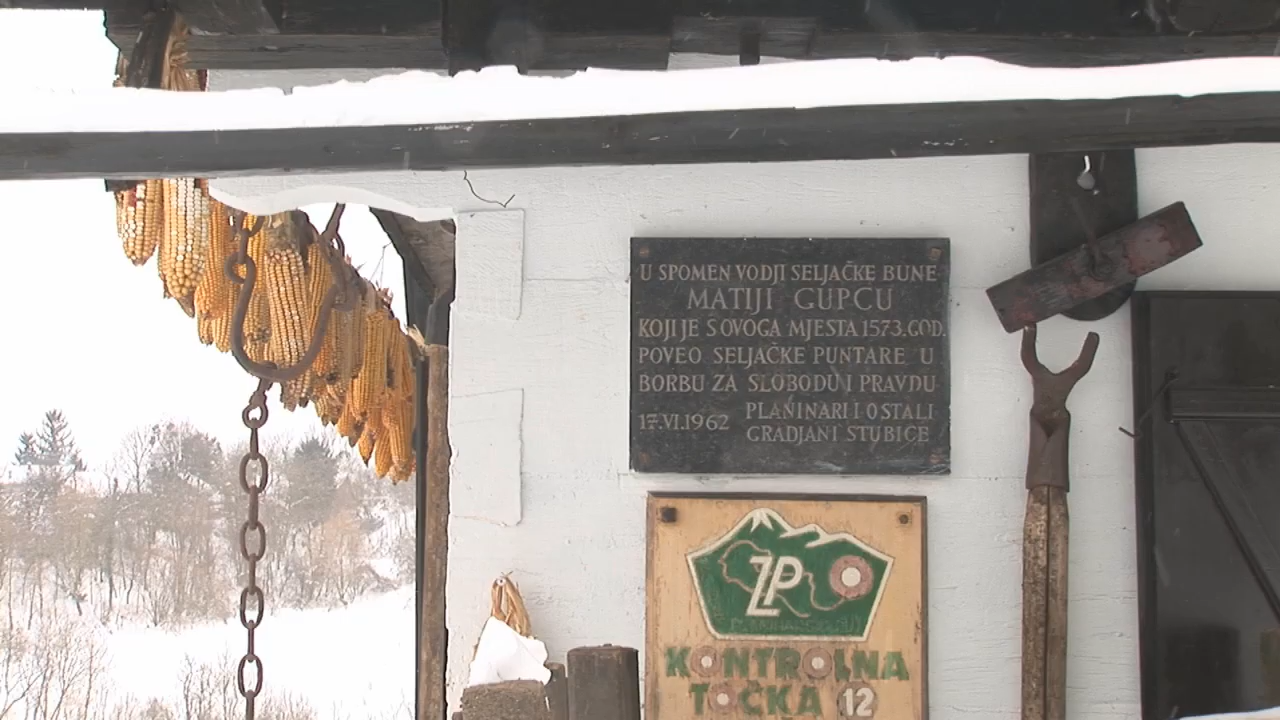 U SPOMEN VODJI SELJAČKE BUNE
MATIJI GUPCU
KOJI JE S OVOGA MJESTA 1573.GOD.
POVEO SELJAČKE PUNTARE U
BORBU ZA SLOBODU I PRAVDU
17.VI.1962 PLANINARI I OSTALI
GRADJANI STUBICE
ZP
KONTROLNA
TOČKA 12